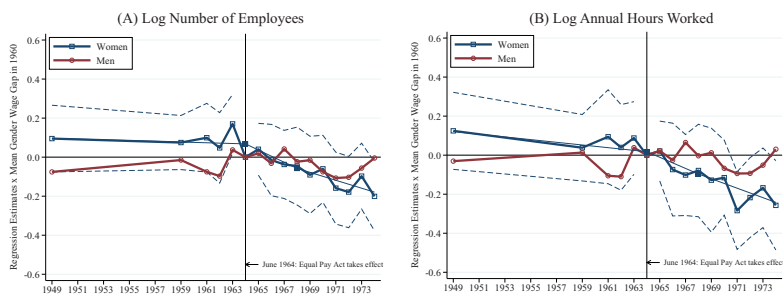 (A) Log Number of Employees
Regression Estimates x Mean Gender Wage Gap in 1960
0.6
0.4
0.2
0.0
-0.2
-0.4
-0.6
Women
Men
June 1964: Equal Pay Act takes effect
1949 1951 1953 1955 1957 1959 1961 1963 1965 1967 1969 1971 1973
(B) Log Annual Hours Worked
Regression Estimates x Mean Gender Wage Gap in 1960
0.6
0.4
0.2
0.0
-0.2
-0.4
-0.6
Women
Men
June 1964: Equal Pay Act takes effect
1949 1951 1953 1955 1957 1959 1961 1963 1965 1967 1969 1971 1973